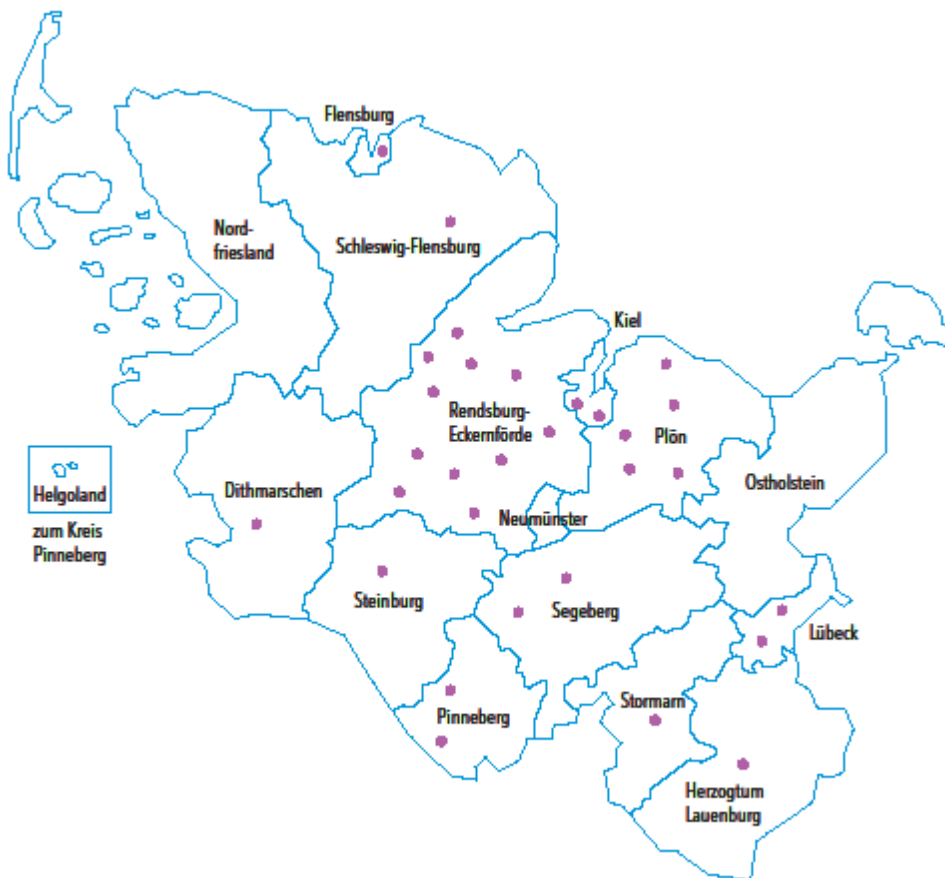 Flensburg
Nord-
friesland
Schleswig-Flensburg
Kiel
Rendsburg-
Eckernförde
Plön
Ostholstein
Helgoland
zum Kreis
Pinneberg
Dithmarschen
Neumünster
Steinburg
Segeberg
Lübeck
Pinneberg
Stormarn
Herzogtum
Lauenburg